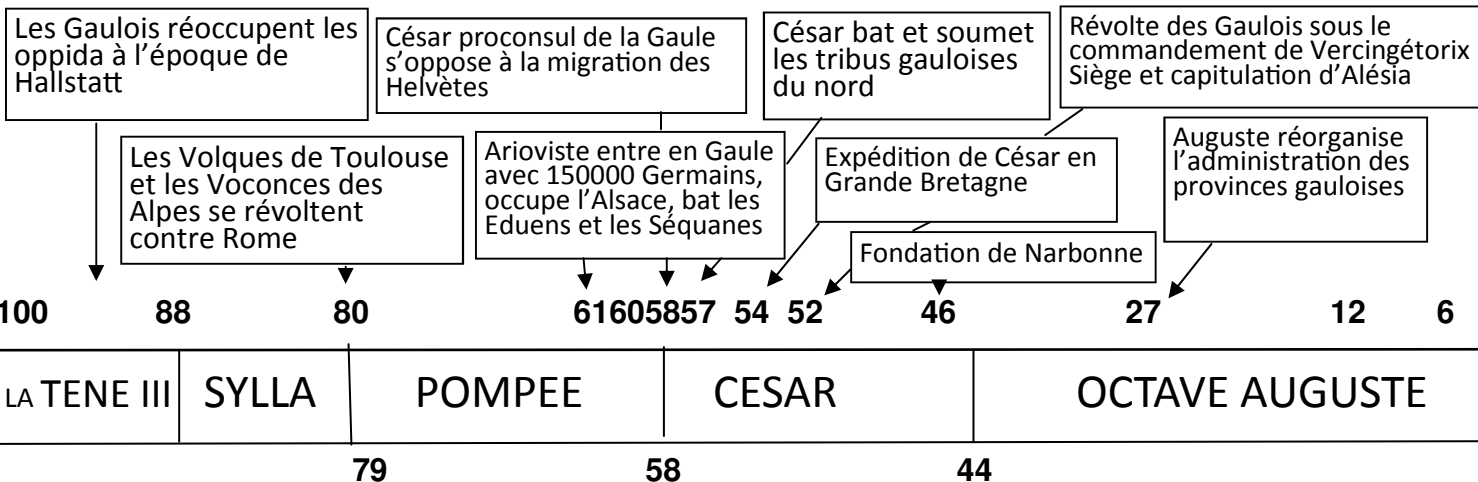 Les Gaulois réoccupent les
oppida à l'époque de
Hallstatt
César proconsul de la Gaule
s'oppose à la migration des
Helvètes
César bat et soumet
les tribus gauloises
du nord
Révolte des Gaulois sous le
commandement de Vercingétorix
Siège et capitulation d'Alésia
Les Volques de Toulouse
et les Voconces des
Alpes se révoltent
contre Rome
Arioviste entre en Gaule
avec 150000 Germains,
occupe l'Alsace, bat les
Eduens et les Séquanes
Expédition de César en
Grande Bretagne
Auguste réorganise
l'administration des
provinces gauloises
Fondation de Narbonne
100 88 80 61605857 54 52 46 27 12 6
LA TENE III SYLLA POMPEE CESAR OCTAVE AUGUSTE
79 58 44